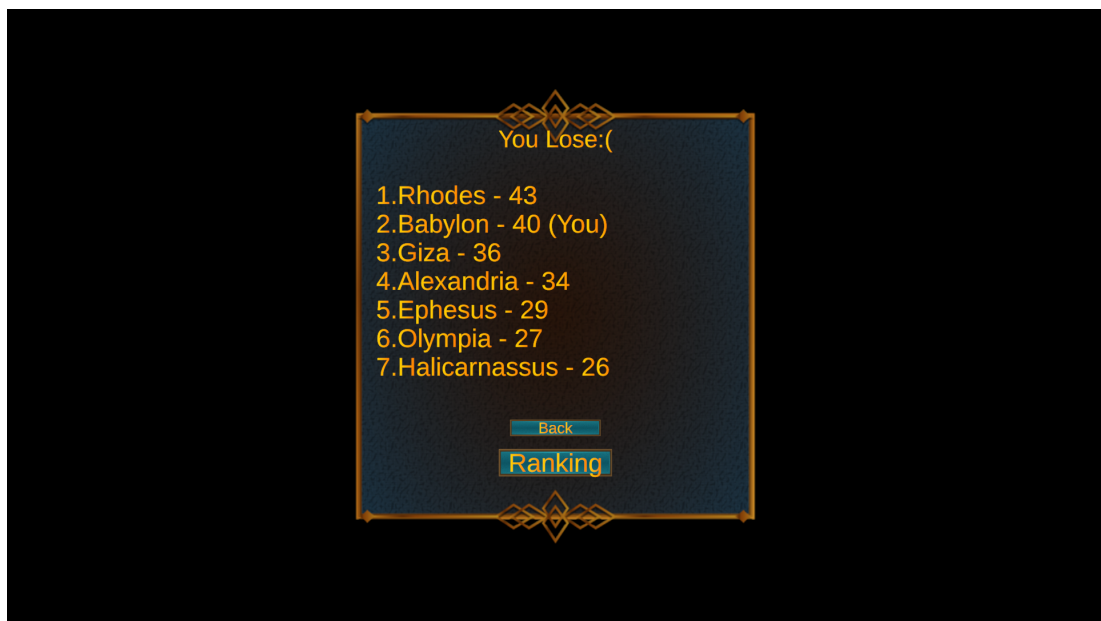 You Lose:(
1.Rhodes - 43
2.Babylon - 40 (You)
3.Giza - 36
4.Alexandria - 34
5.Ephesus - 29
6.Olympia - 27
7.Halicarnassus - 26
Back
Ranking